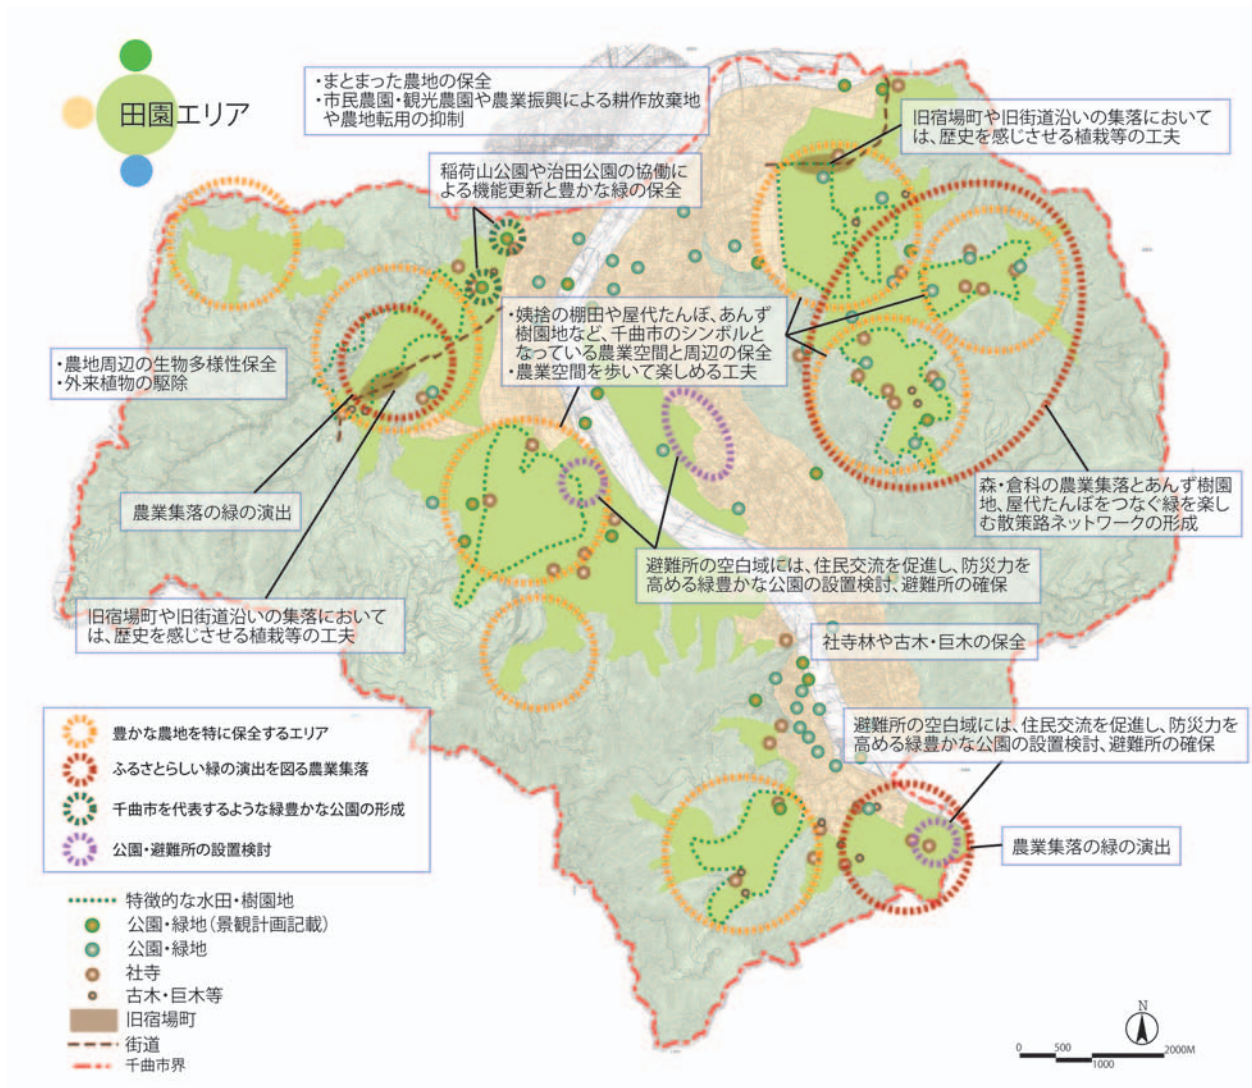 田園エリア
・まとまった農地の保全
・市民農園・観光農園や農業振興による耕作放棄地
や農地転用の抑制
旧宿場町や旧街道沿いの集落において
は、歴史を感じさせる植栽等の工夫
稲荷山公園や治田公園の協働に
よる機能更新と豊かな緑の保全
・姨捨の棚田や屋代たんぼ、あんず
樹園地など、千曲市のシンボルと
なっている農業空間と周辺の保全
・農業空間を歩いて楽しめる工夫
・農地周辺の生物多様性保全
・外来植物の駆除
農業集落の緑の演出
森・倉科の農業集落とあんず樹園
地、屋代たんぼをつなぐ緑を楽し
む散策路ネットワークの形成
避難所の空白域には、住民交流を促進し、防災力を
高める緑豊かな公園の設置検討、避難所の確保
旧宿場町や旧街道沿いの集落において
は、歴史を感じさせる植栽等の工夫
社寺林や古木・巨木の保全
避難所の空白域には、住民交流を促進し、防災力を
高める緑豊かな公園の設置検討、避難所の確保
農業集落の緑の演出
豊かな農地を特に保全するエリア
ふるさとらしい緑の演出を図る農業集落
千曲市を代表するような緑豊かな公園の形成
公園・避難所の設置検討
特徴的な水田・樹園地
公園・緑地（景観計画記載）
公園・緑地
社寺
古木・巨木等
旧宿場町
街道
千曲市界
N
0 500 2000M
1000